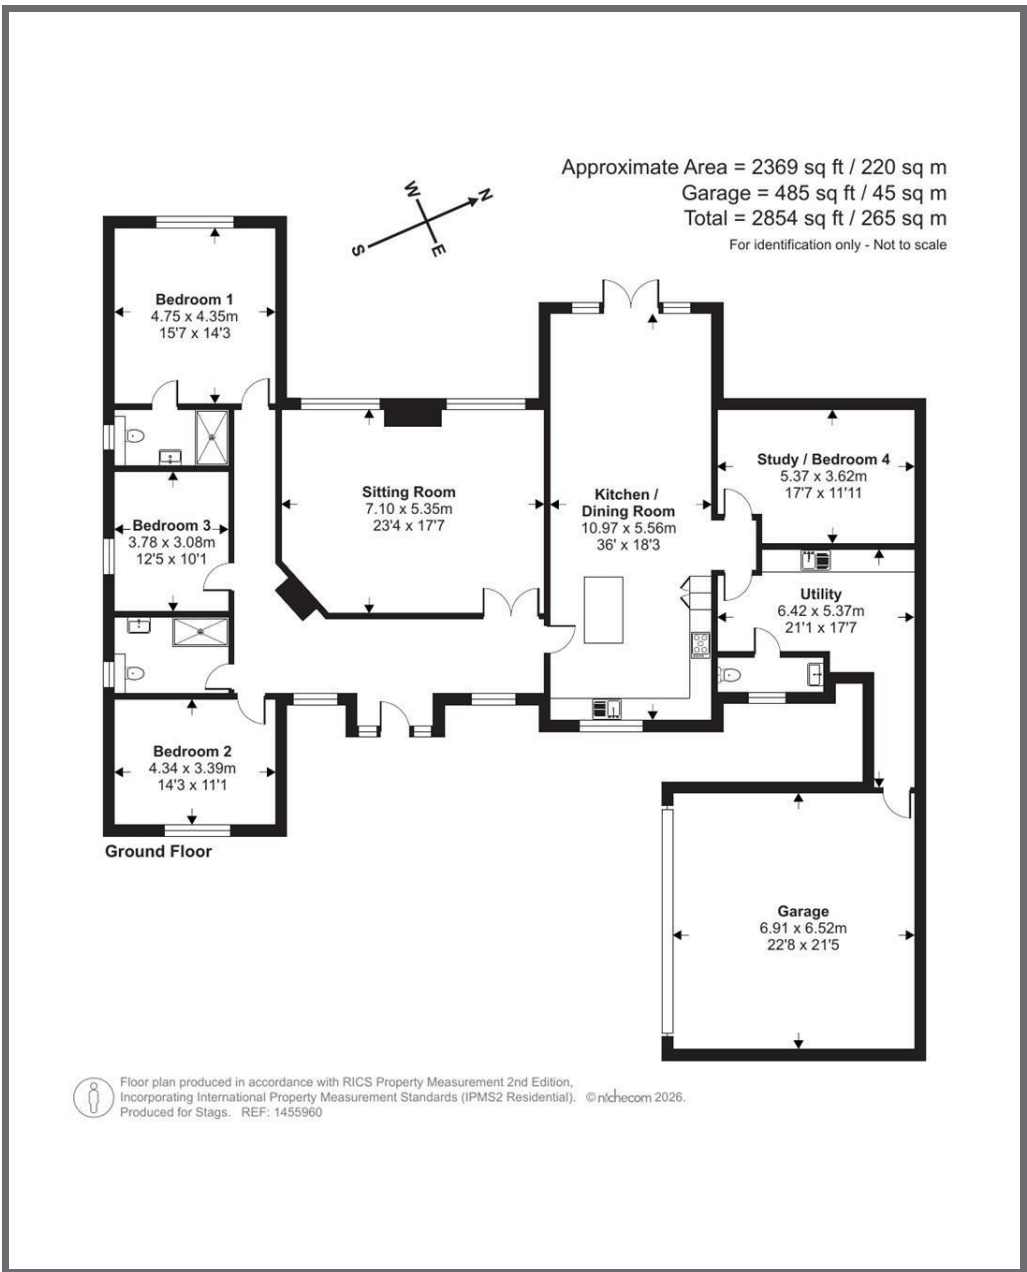 Approximate Area = 2369 sq ft / 220 sq m
Garage = 485 sq ft / 45 sq m
Total = 2854 sq ft / 265 sq m
For identification only - Not to scale
W
N
S
E
Bedroom 1
4.75 x 4.35m
15'7 x 14'3
Sitting Room
7.10 x 5.35m
23'4 x 17'7
Kitchen /
Dining Room
10.97 x 5.56m
36' x 18'3
Study / Bedroom 4
5.37 x 3.62m
17'7 x 11'11
Bedroom 3
3.78 x 3.08m
12'5 x 10'1
Utility
6.42 x 5.37m
21'1 x 17'7
Bedroom 2
4.34 x 3.39m
14'3 x 11'1
Ground Floor
Garage
6.91 x 6.52m
22'8 x 21'5
Floor plan produced in accordance with RICS Property Measurement 2nd Edition,
Incorporating International Property Measurement Standards (IPMS2 Residential). © nichecom 2026.
Produced for Stags. REF: 1455960